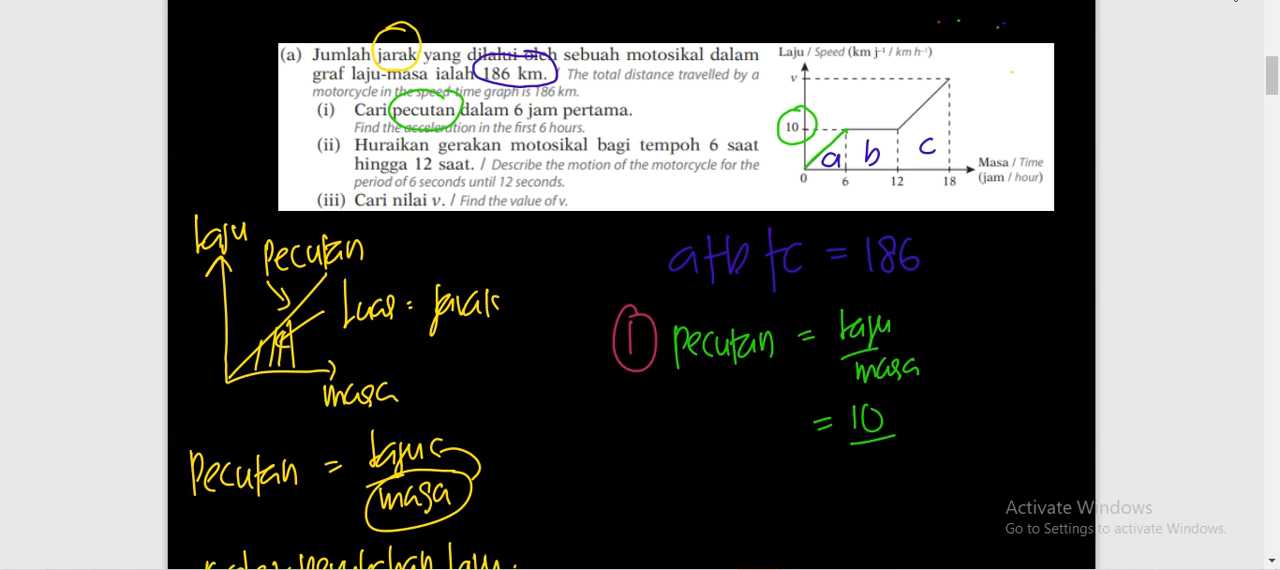 (a) Jumlah jarak yang dilalui oleh sebuah motosikal dalam
graf laju-masa ialah 186 km. / The total distance travelled by a
motorcycle in the speed-time graph is 186 km.
(i) Cari pecutan dalam 6 jam pertama.
Find the acceleration in the first 6 hours.
(ii) Huraikan gerakan motosikal bagi tempoh 6 saat
hingga 12 saat. / Describe the motion of the motorcycle for the
period of 6 seconds until 12 seconds.
(iii) Cari nilai v. / Find the value of v.
Laju / Speed (km j⁻¹ / km h⁻¹)
v
10
a b c
0 6 12 18
Masa / Time
(jam / hour)
Laju
Pecutan
Luas = Jarak
masa
Pecutan = Laju
masa
a+b+c = 186
1 Pecutan = Laju
masa
= 10
Activate Windows
Go to Settings to activate Windows.